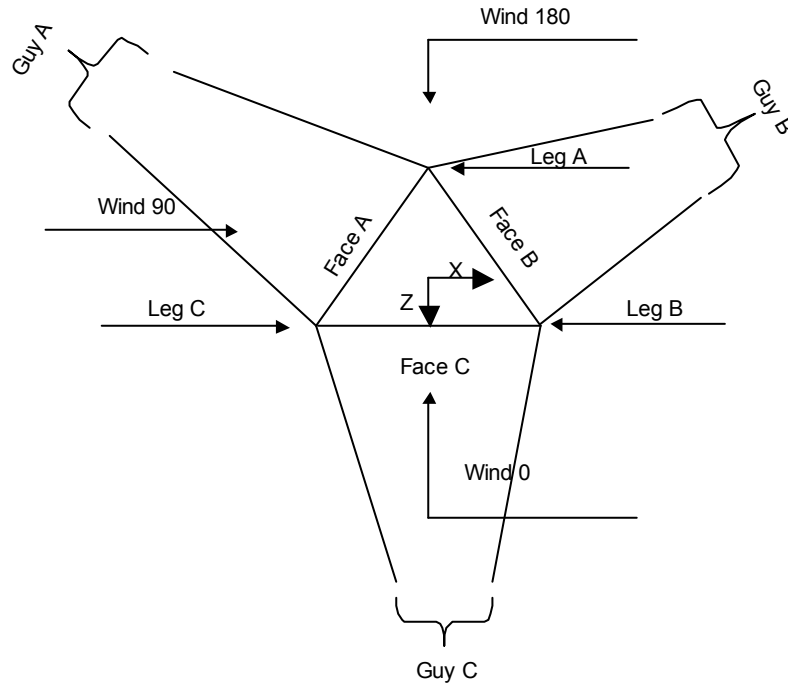 Wind 180
Guy A
Guy B
Leg A
Wind 90
Face A
Face B
X
Z
Leg C
Leg B
Face C
Wind 0
Guy C